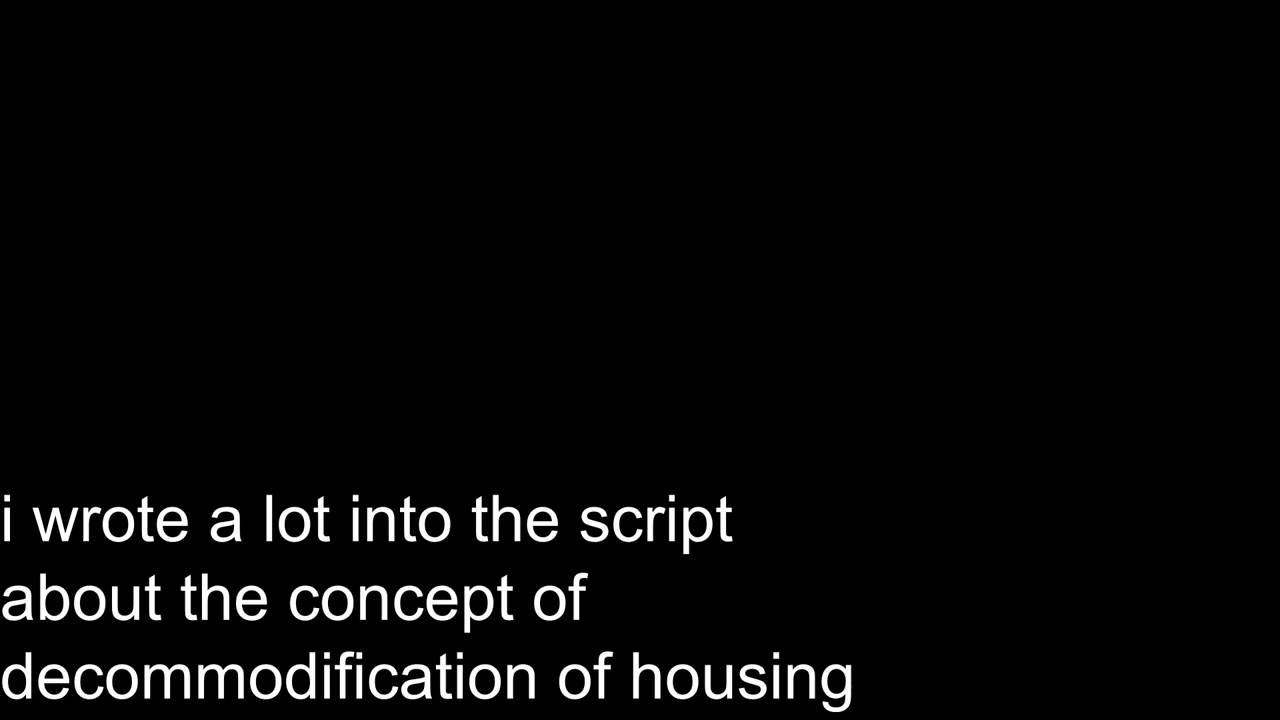 i wrote a lot into the script
about the concept of
decommodification of housing